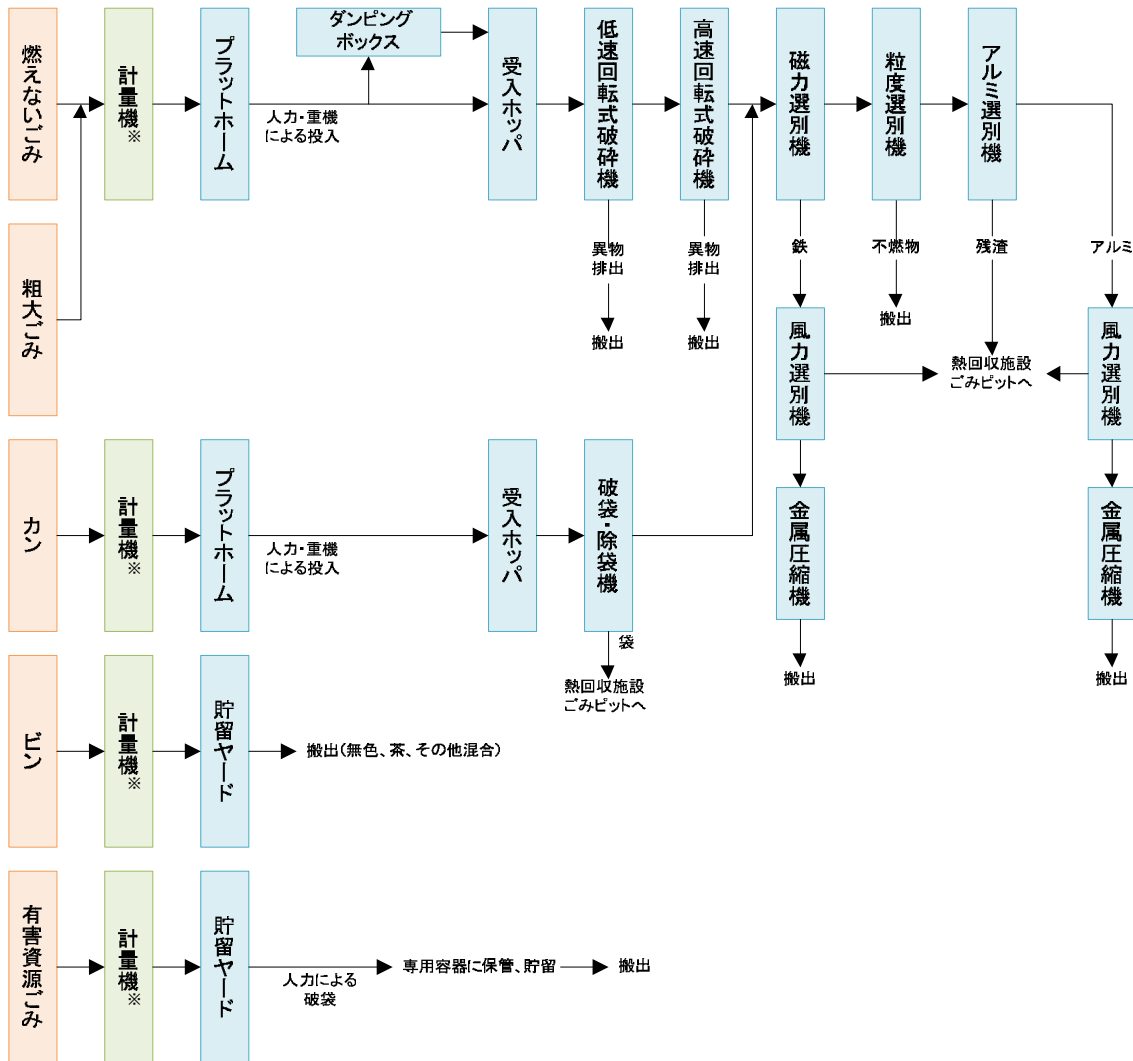 燃えないごみ
計量機※
プラットホーム
人力・重機
による投入
ダンピング
ボックス
受入ホッパ
低速回転式破砕機
高速回転式破砕機
磁力選別機
粒度選別機
アルミ選別機
粗大ごみ
異物
排出
搬出
異物
排出
搬出
鉄
不燃物
搬出
残渣
アルミ
風力選別機
熱回収施設
ごみピットへ
風力選別機
カン
計量機※
プラットホーム
人力・重機
による投入
受入ホッパ
破袋・除袋機
袋
熱回収施設
ごみピットへ
金属圧縮機
搬出
金属圧縮機
搬出
ビン
計量機※
貯留ヤード
搬出(無色、茶、その他混合)
有害資源ごみ
計量機※
貯留ヤード
人力による
破袋
専用容器に保管、貯留
搬出